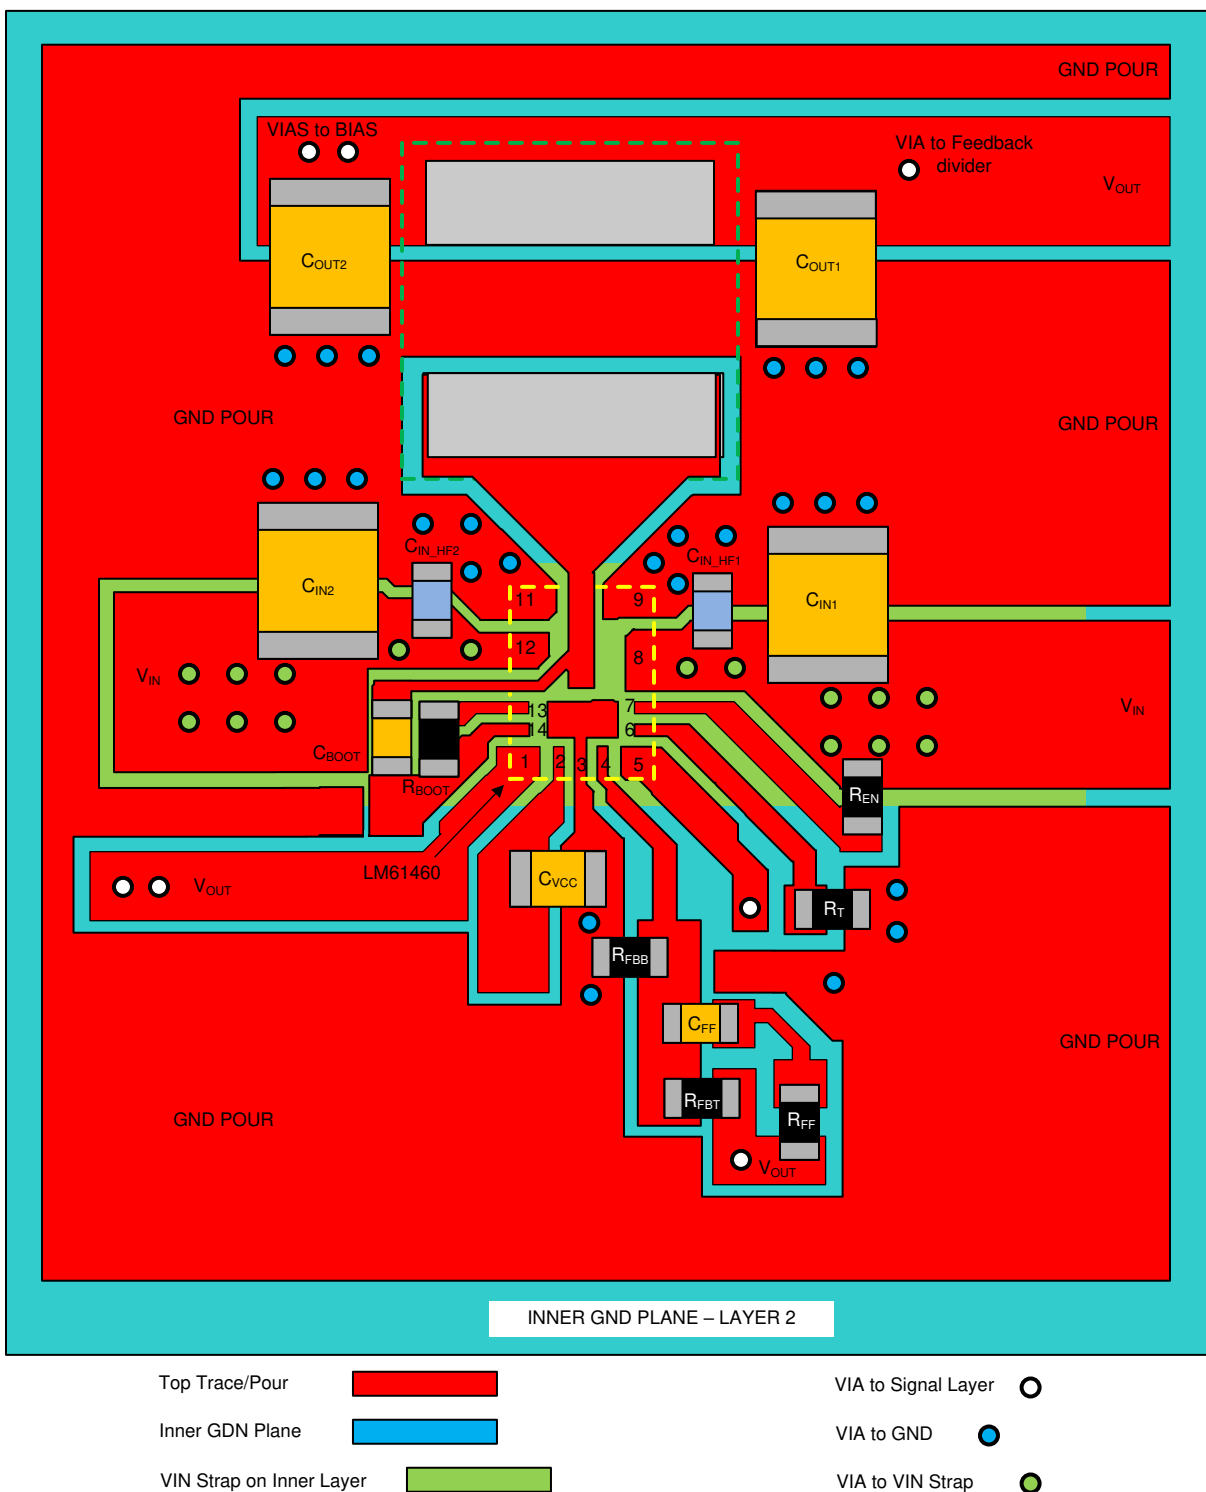 GND POUR
VIAS to BIAS
VIA to Feedback
divider
VOUT
COUT2
COUT1
GND POUR
GND POUR
CIN_HF2
CIN_HF1
CIN2
CIN1
11
9
12
8
VIN
VIN
13
7
14
6
CBOOT
RBOOT
1
2
3
4
5
REN
LM61460
CVCC
VOUT
RT
RFBB
CFF
GND POUR
RFBT
RFF
GND POUR
VOUT
INNER GND PLANE – LAYER 2
Top Trace/Pour
VIA to Signal Layer
Inner GDN Plane
VIA to GND
VIN Strap on Inner Layer
VIA to VIN Strap